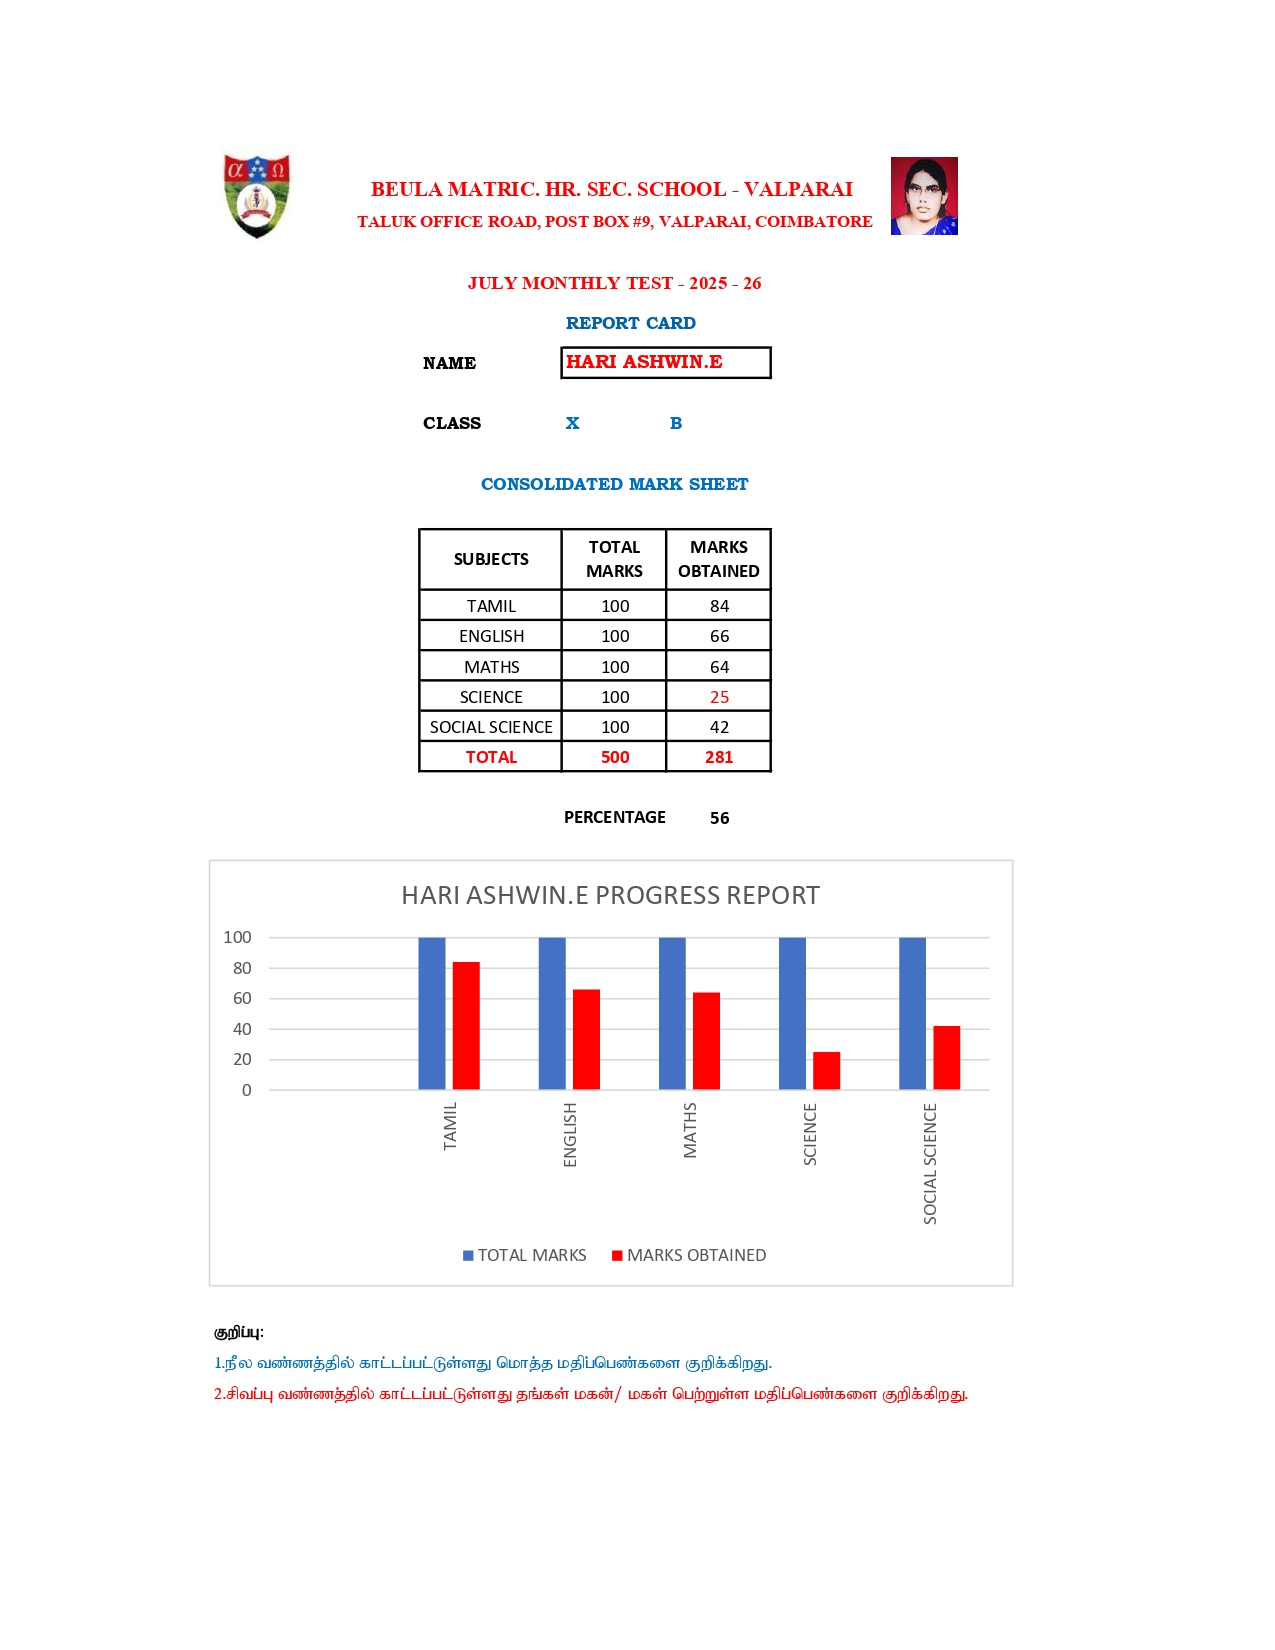 α Ω
BEULA MATRIC. HR. SEC. SCHOOL - VALPARAI
TALUK OFFICE ROAD, POST BOX #9, VALPARAI, COIMBATORE
JULY MONTHLY TEST - 2025 - 26
REPORT CARD
NAME HARI ASHWIN.E
CLASS X B
CONSOLIDATED MARK SHEET
SUBJECTS TOTAL MARKS MARKS OBTAINED
TAMIL 100 84
ENGLISH 100 66
MATHS 100 64
SCIENCE 100 25
SOCIAL SCIENCE 100 42
TOTAL 500 281
PERCENTAGE 56
HARI ASHWIN.E PROGRESS REPORT
100
80
60
40
20
0
TAMIL
ENGLISH
MATHS
SCIENCE
SOCIAL SCIENCE
TOTAL MARKS MARKS OBTAINED
குறிப்பு:
1.நீல வண்ணத்தில் காட்டப்பட்டுள்ளது மொத்த மதிப்பெண்களை குறிக்கிறது.
2.சிவப்பு வண்ணத்தில் காட்டப்பட்டுள்ளது தங்கள் மகன்/ மகள் பெற்றுள்ள மதிப்பெண்களை குறிக்கிறது.